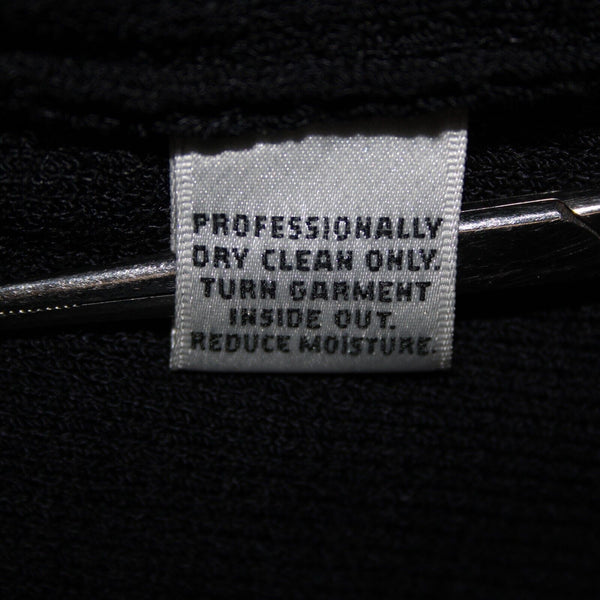 PROFESSIONALLY
DRY CLEAN ONLY.
TURN GARMENT
INSIDE OUT.
REDUCE MOISTURE.